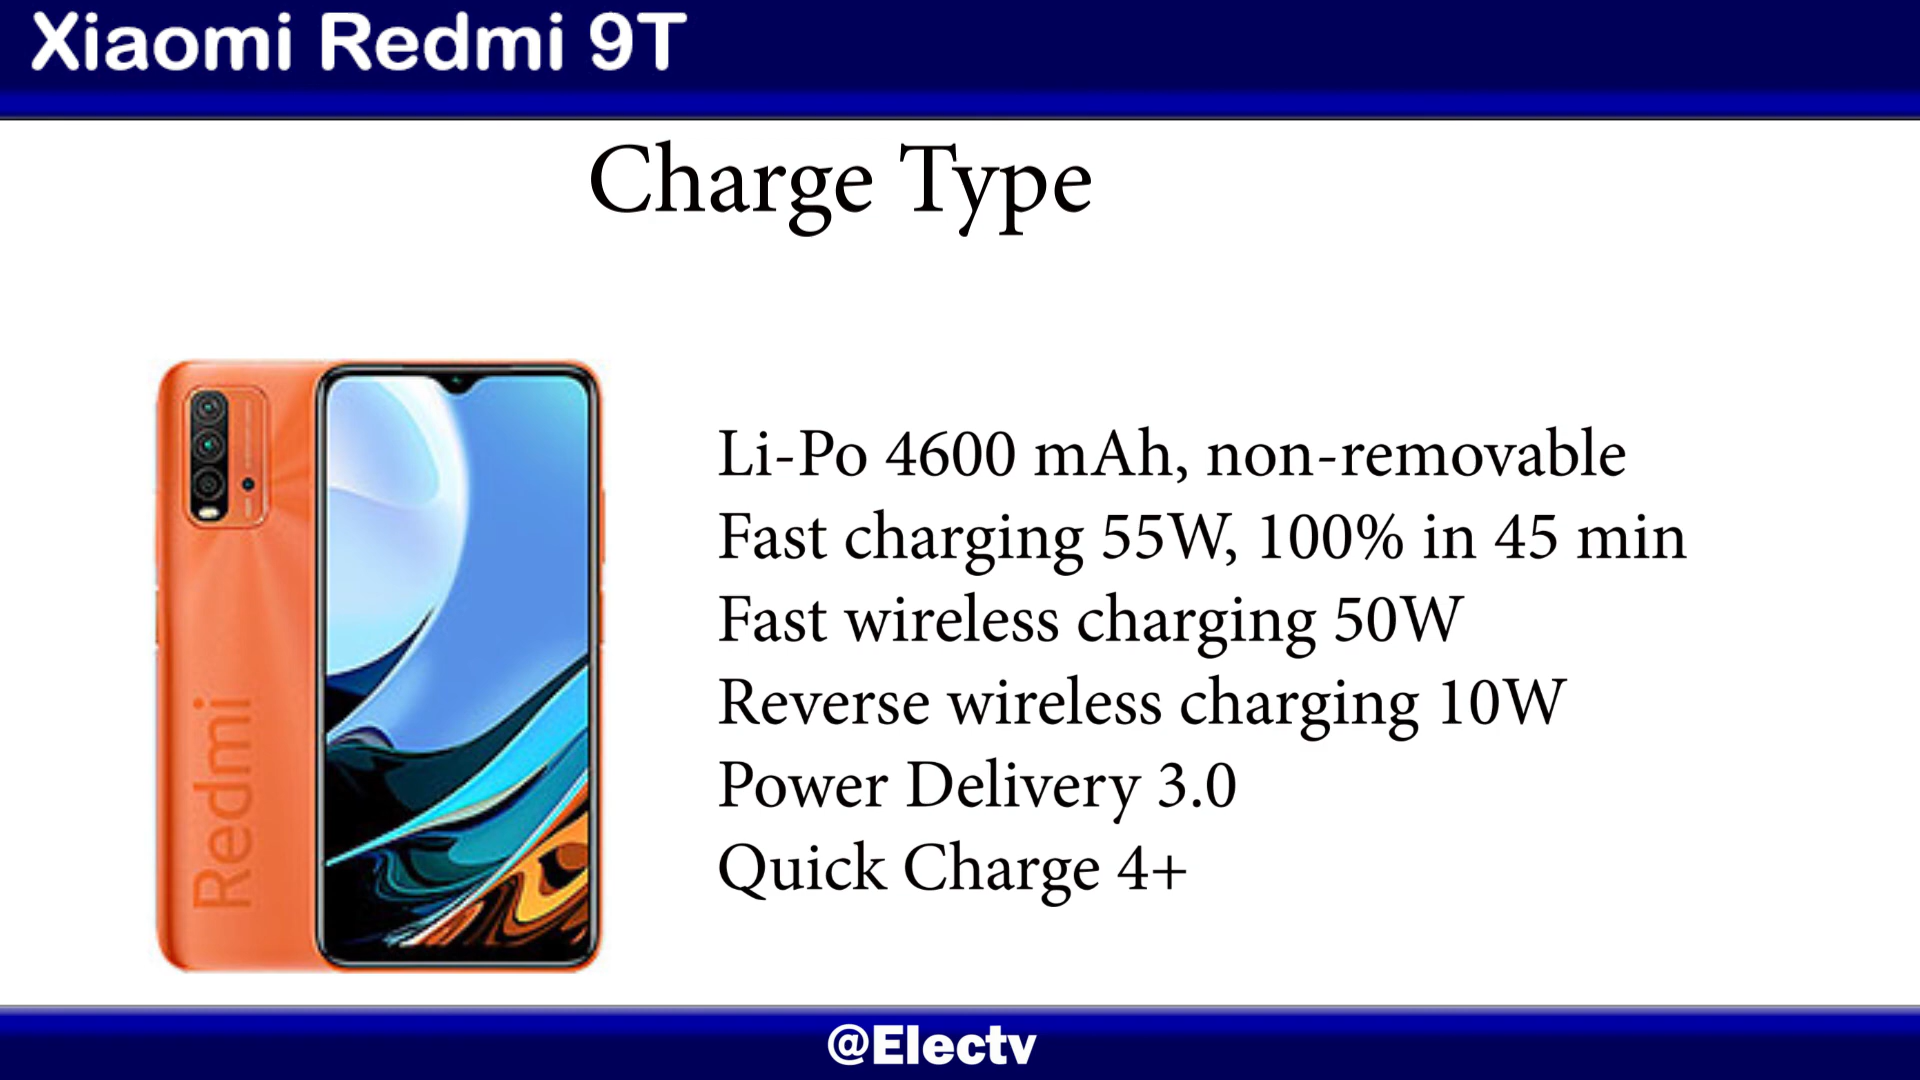 Xiaomi Redmi 9T
Charge Type
Li-Po 4600 mAh, non-removable
Fast charging 55W, 100% in 45 min
Fast wireless charging 50W
Reverse wireless charging 10W
Power Delivery 3.0
Quick Charge 4+
Redmi
@Electv